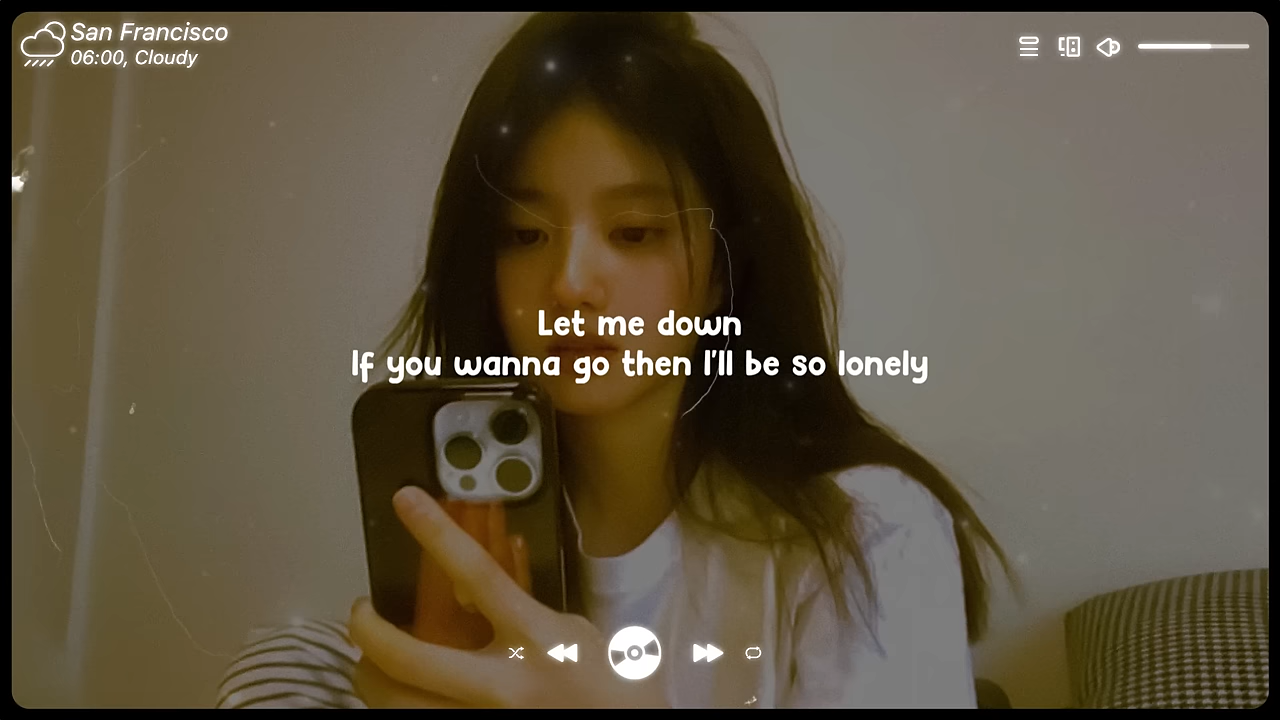 San Francisco
06:00, Cloudy
Let me down
If you wanna go then I'll be so lonely